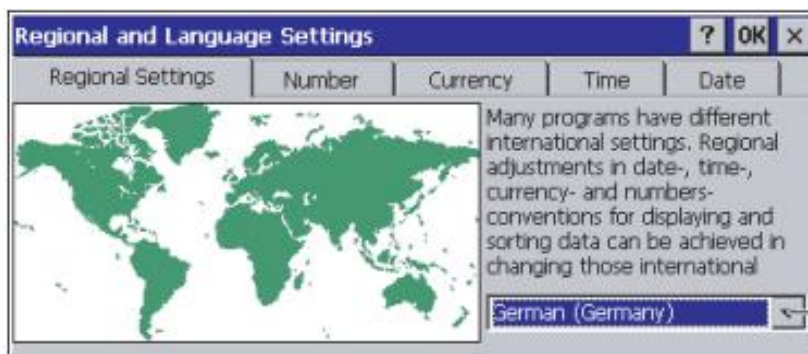 Regional and Language Settings ? OK ×
Regional Settings Number Currency Time Date
Many programs have different
international settings. Regional
adjustments in date-, time-,
currency- and numbers-
conventions for displaying and
sorting data can be achieved in
changing those international
German (Germany)